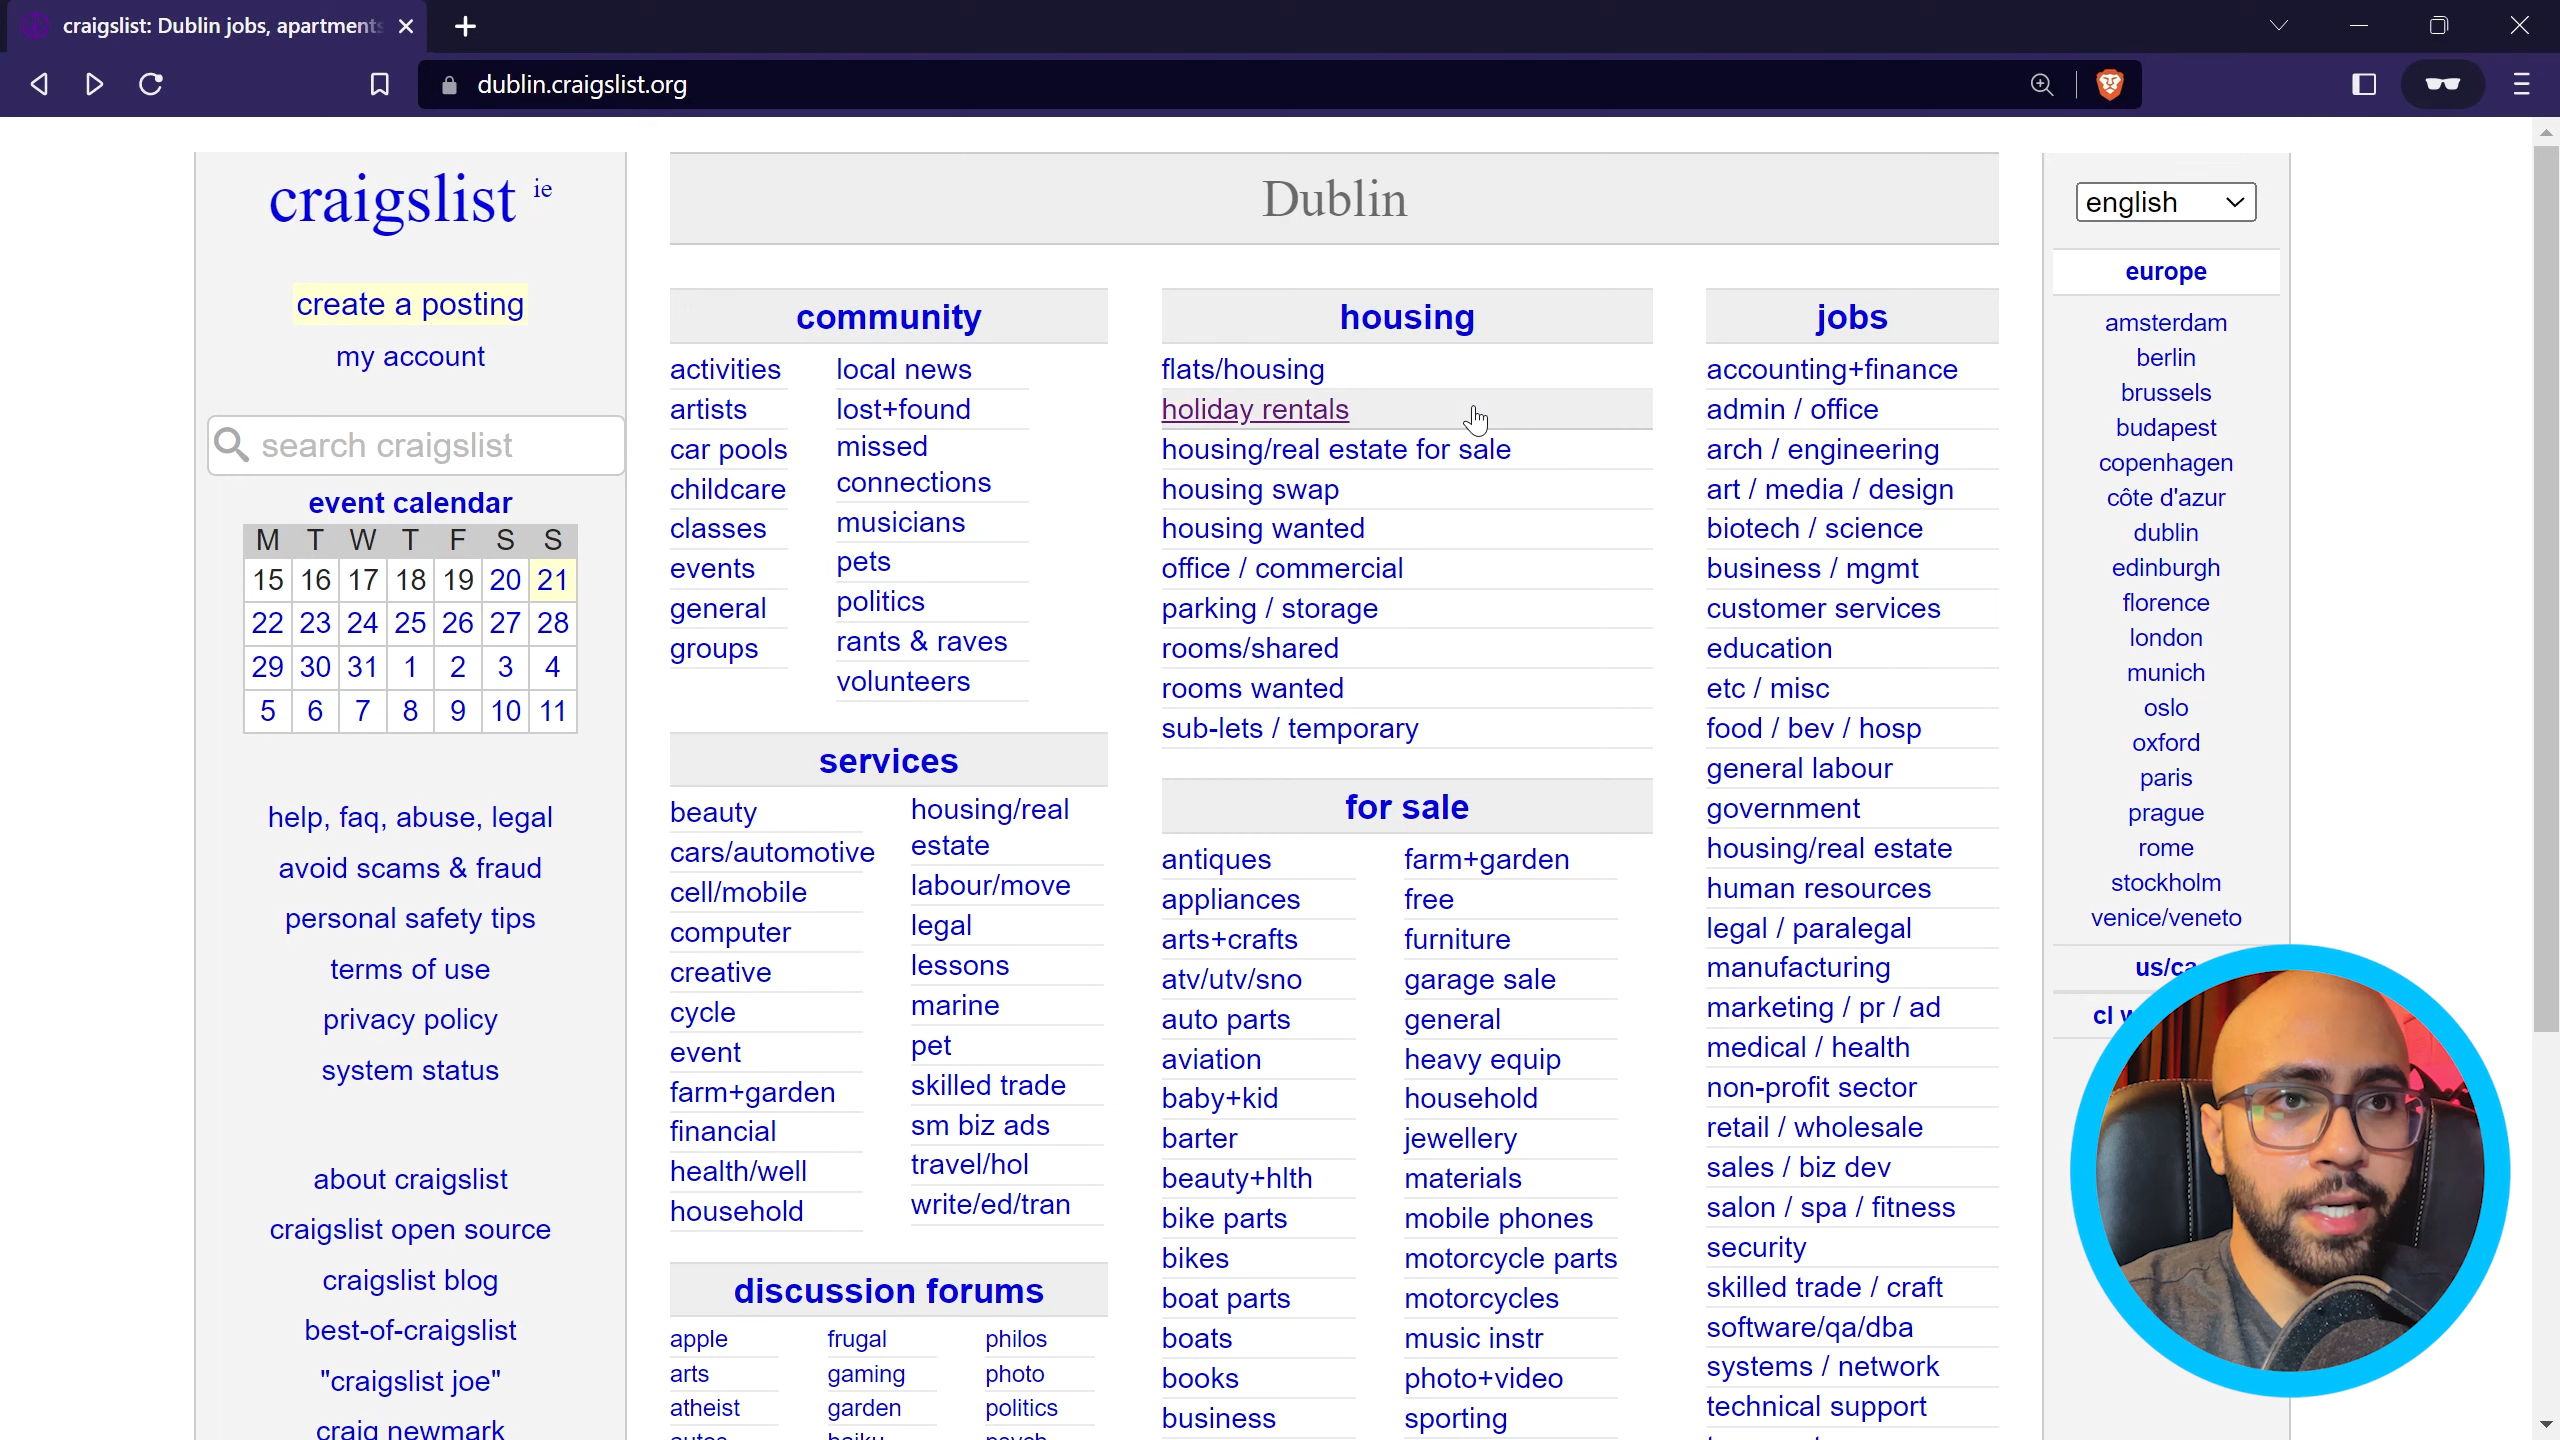 craigslist: Dublin jobs, apartments
dublin.craigslist.org
craigslist ie
create a posting
my account
search craigslist
event calendar
M T W T F S S
15 16 17 18 19 20 21
22 23 24 25 26 27 28
29 30 31 1 2 3 4
5 6 7 8 9 10 11
help, faq, abuse, legal
avoid scams & fraud
personal safety tips
terms of use
privacy policy
system status
about craigslist
craigslist open source
craigslist blog
best-of-craigslist
"craigslist joe"
craig newmark
Dublin
community
activities
artists
car pools
childcare
classes
events
general
groups
local news
lost+found
missed
connections
musicians
pets
politics
rants & raves
volunteers
services
beauty
cars/automotive
cell/mobile
computer
creative
cycle
event
farm+garden
financial
health/well
household
housing/real
estate
labour/move
legal
lessons
marine
pet
skilled trade
sm biz ads
travel/hol
write/ed/tran
discussion forums
apple
arts
atheist
frugal
gaming
garden
philos
photo
politics
housing
flats/housing
holiday rentals
housing/real estate for sale
housing swap
housing wanted
office / commercial
parking / storage
rooms/shared
rooms wanted
sub-lets / temporary
for sale
antiques
appliances
arts+crafts
atv/utv/sno
auto parts
aviation
baby+kid
barter
beauty+hlth
bike parts
bikes
boat parts
boats
books
business
farm+garden
free
furniture
garage sale
general
heavy equip
household
jewellery
materials
mobile phones
motorcycle parts
motorcycles
music instr
photo+video
sporting
jobs
accounting+finance
admin / office
arch / engineering
art / media / design
biotech / science
business / mgmt
customer services
education
etc / misc
food / bev / hosp
general labour
government
housing/real estate
human resources
legal / paralegal
manufacturing
marketing / pr / ad
medical / health
non-profit sector
retail / wholesale
sales / biz dev
salon / spa / fitness
security
skilled trade / craft
software/qa/dba
systems / network
technical support
english
europe
amsterdam
berlin
brussels
budapest
copenhagen
côte d'azur
dublin
edinburgh
florence
london
munich
oslo
oxford
paris
prague
rome
stockholm
venice/veneto
us/ca
cl